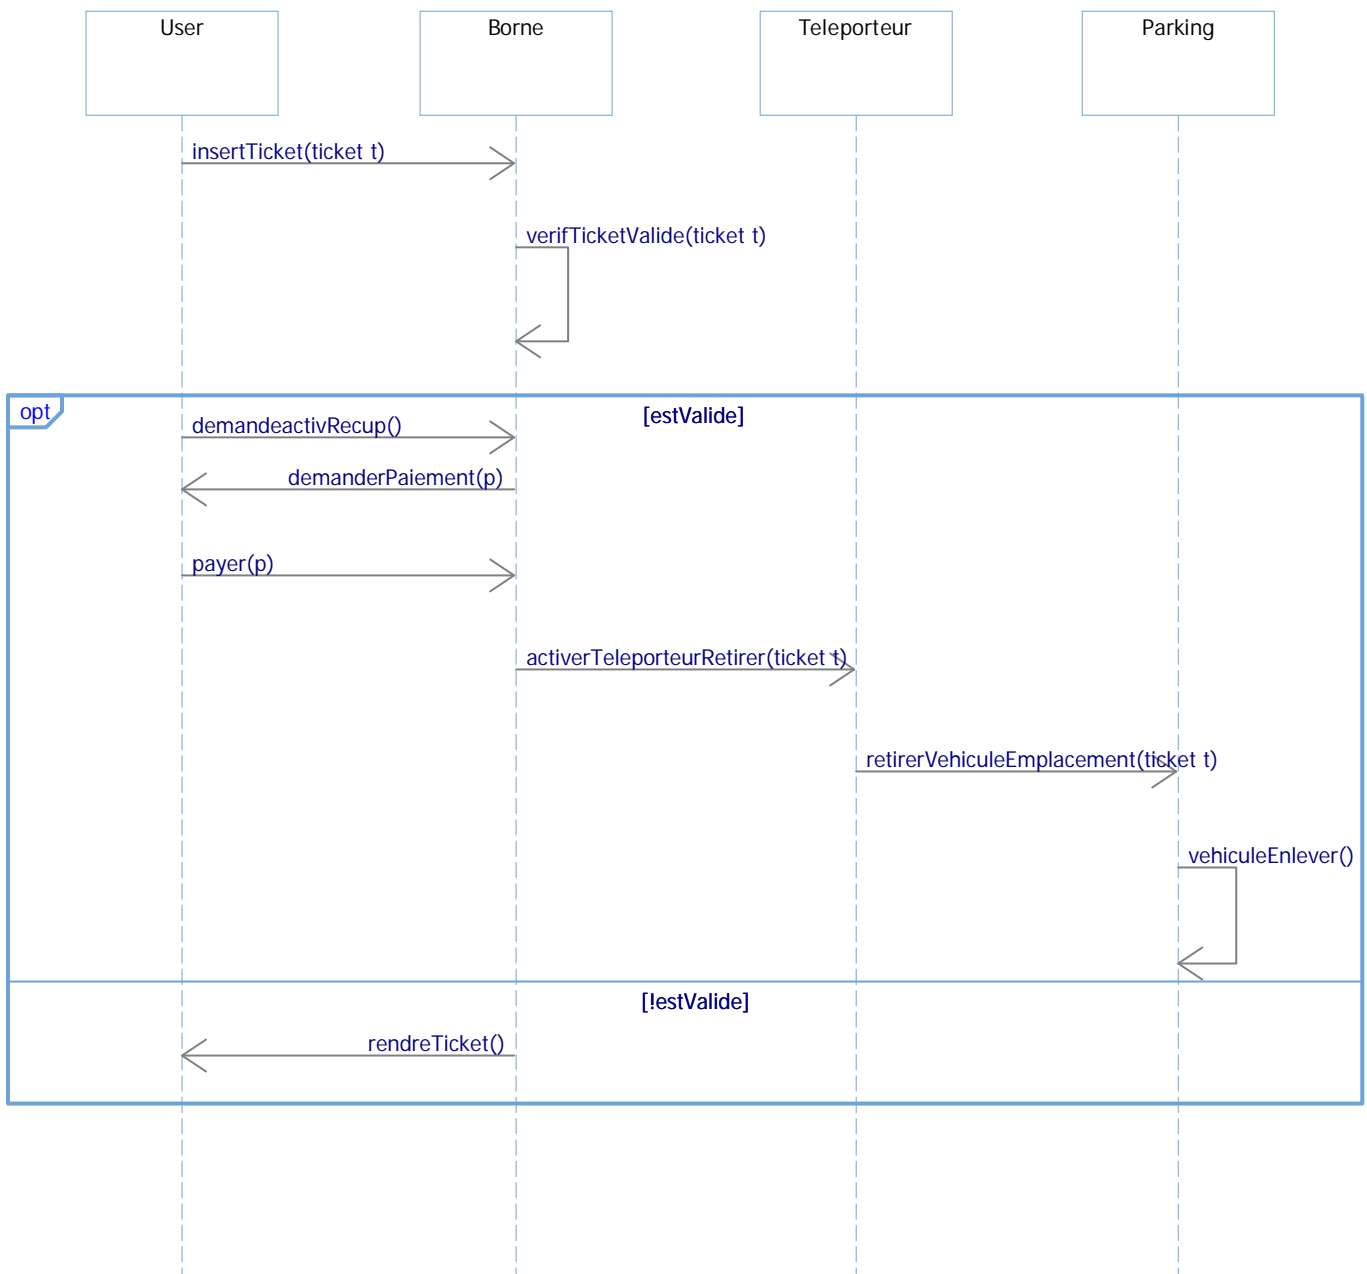 User
Borne
Teleporteur
Parking
insertTicket(ticket t)
verifTicketValide(ticket t)
opt
[estValide]
demandeactivRecup()
demanderPaiement(p)
payer(p)
activerTeleporteurRetirer(ticket t)
retirerVehiculeEmplacement(ticket t)
vehiculeEnlever()
[!estValide]
rendreTicket()